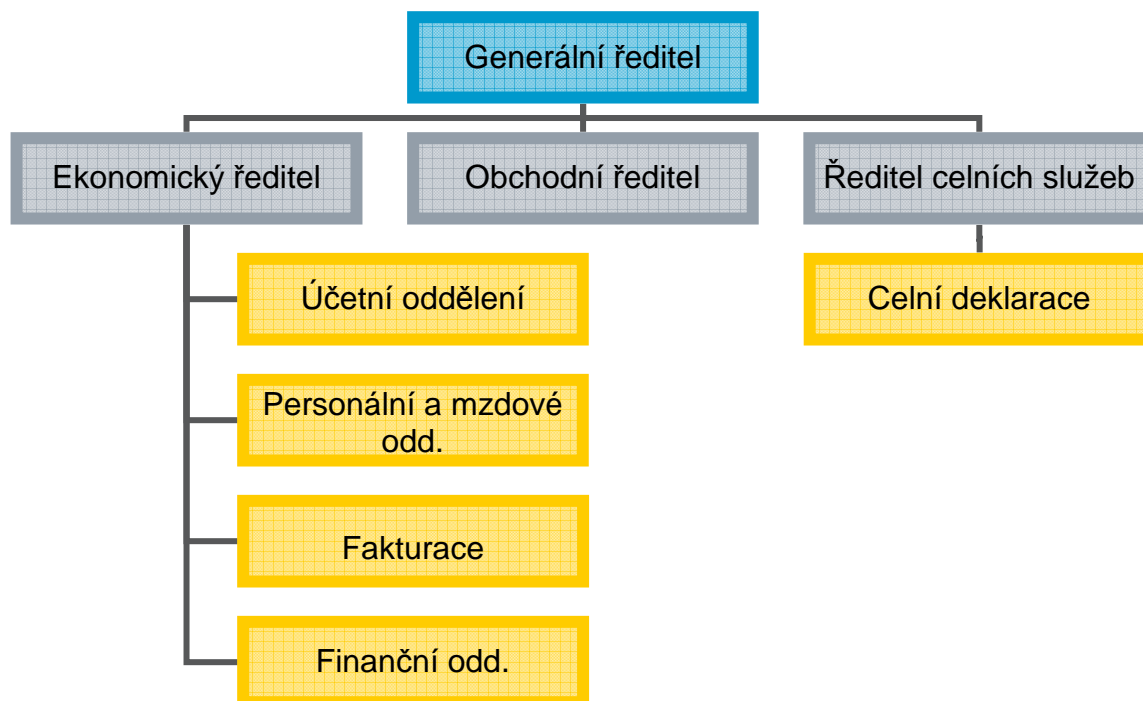 Generální ředitel
Ekonomický ředitel
Obchodní ředitel
Ředitel celních služeb
Účetní oddělení
Celní deklarace
Personální a mzdové
odd.
Fakturace
Finanční odd.